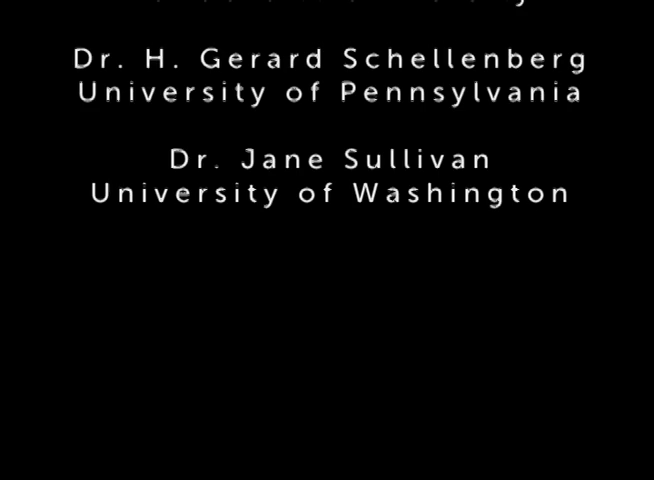 Dr. H. Gerard Schellenberg
University of Pennsylvania
Dr. Jane Sullivan
University of Washington